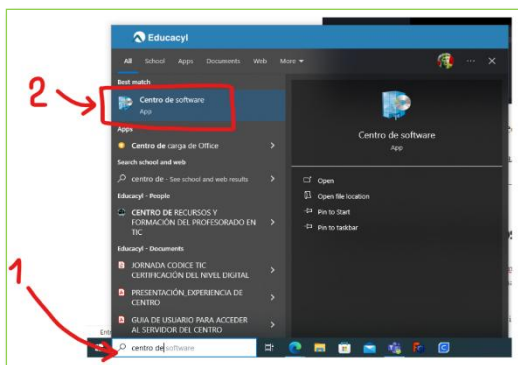 Educacyl
All School Apps Documents Web More
Best match
2
Centro de software
App
Apps
Centro de carga de Office
Search school and web
centro de - See school and web results
Educacyl - People
CENTRO DE RECURSOS Y
FORMACIÓN DEL PROFESORADO EN
TIC
Educacyl - Documents
JORNADA CODICE TIC
CERTIFICACIÓN DEL NIVEL DIGITAL
PRESENTACIÓN_EXPERIENCIA DE
CENTRO
GUIA DE USUARIO PARA ACCEDER
AL SERVIDOR DEL CENTRO
Centro de software
App
Open
Open file location
Pin to Start
Pin to taskbar
1
centro de software